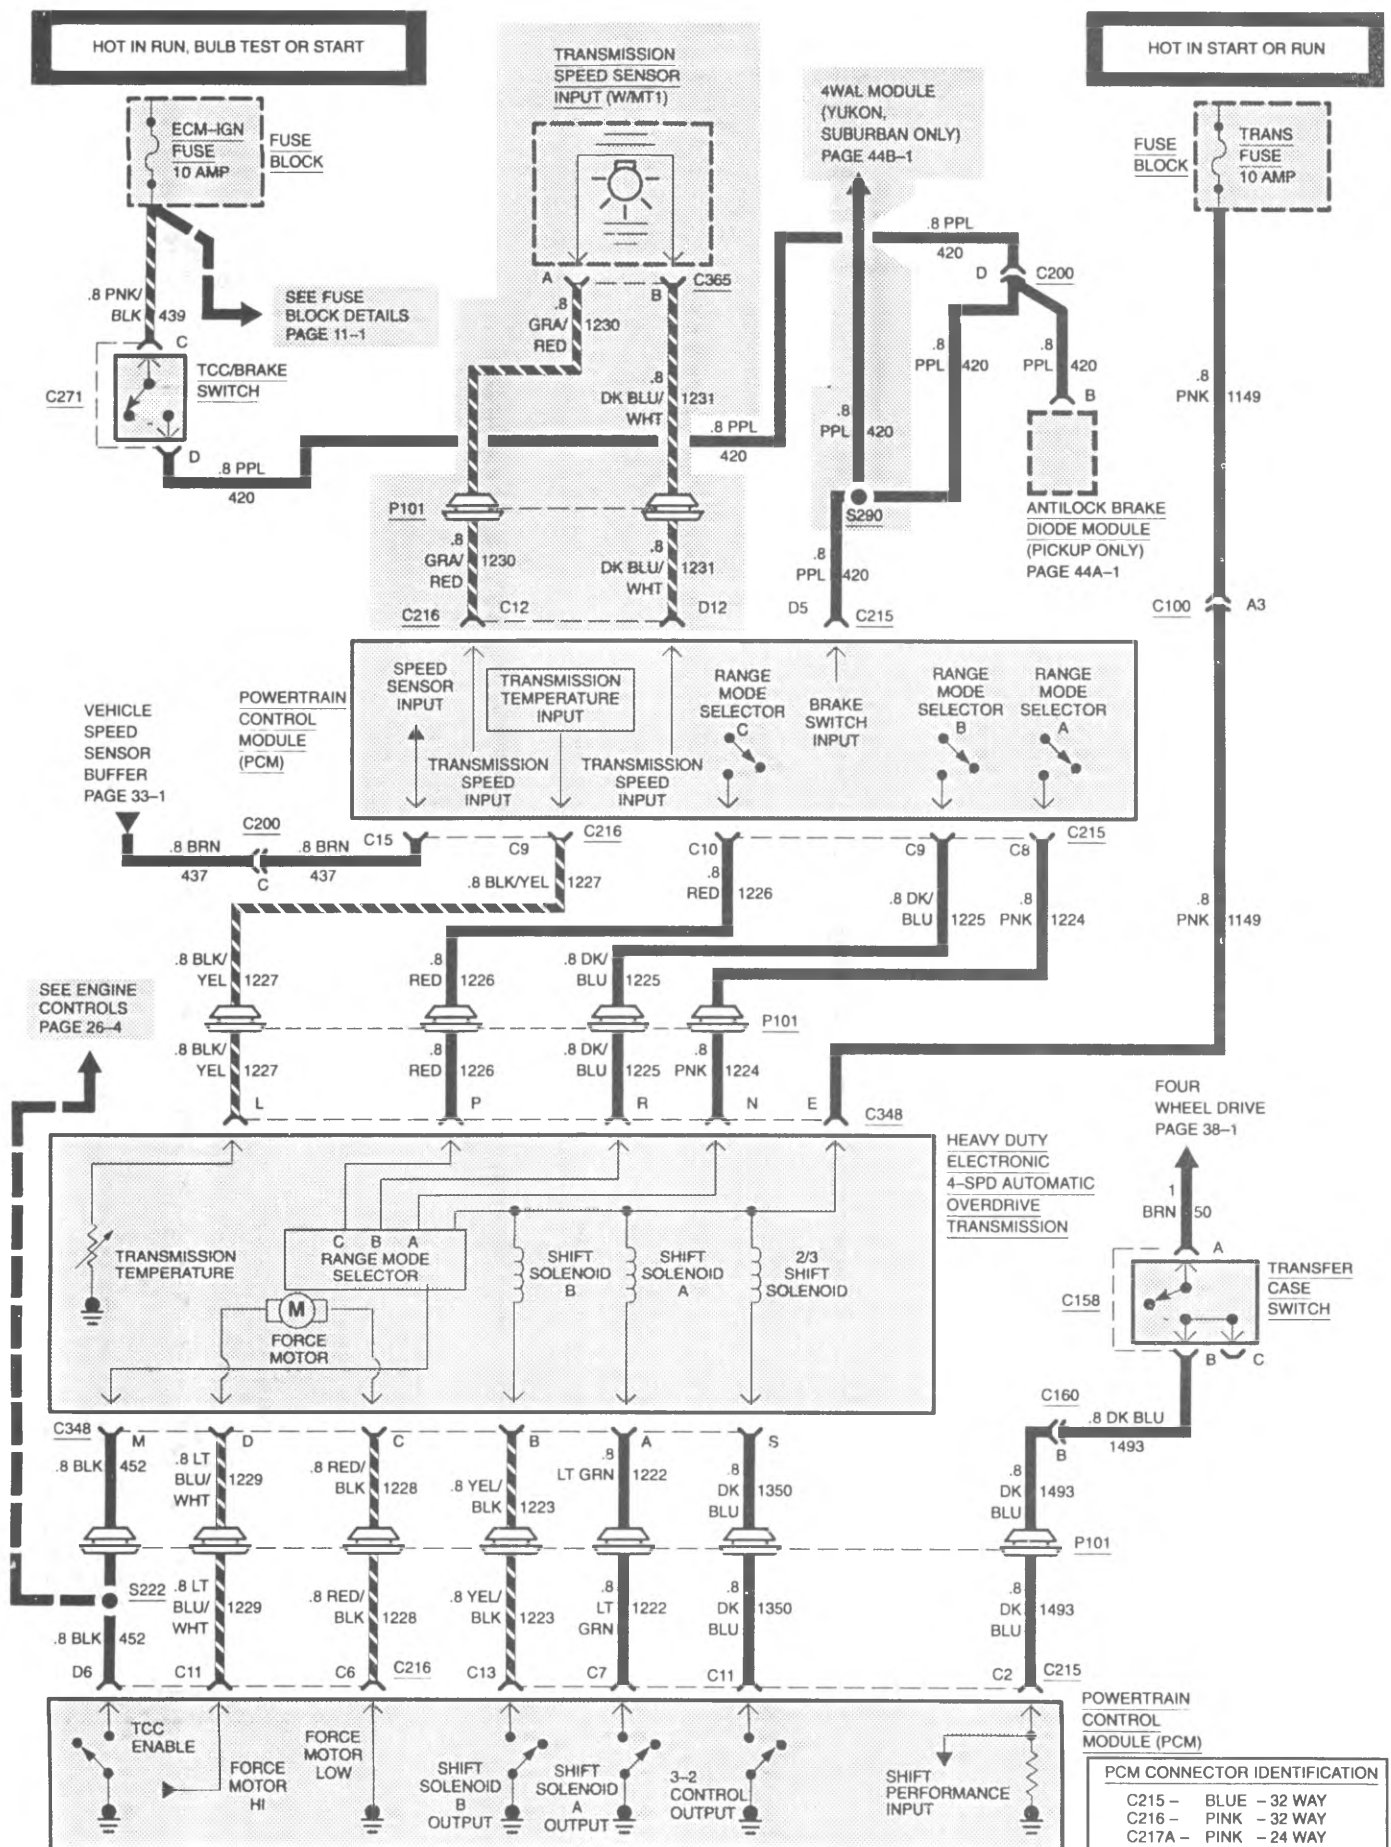 HOT IN RUN, BULB TEST OR START
HOT IN START OR RUN
ECM–IGN
FUSE
10 AMP
FUSE
BLOCK
TRANSMISSION
SPEED SENSOR
INPUT (W/MT1)
4WAL MODULE
(YUKON,
SUBURBAN ONLY)
PAGE 44B–1
FUSE
BLOCK
TRANS
FUSE
10 AMP
.8 PPL
420
D
C200
A
B
C365
.8 PNK/
BLK
439
SEE FUSE
BLOCK DETAILS
PAGE 11–1
.8
GRA/
RED
1230
C
TCC/BRAKE
SWITCH
C271
D
.8
DK BLU/
WHT
1231
.8
PPL
420
.8
PPL
420
B
.8
PNK
1149
.8 PPL
420
.8 PPL
420
.8
PPL
420
P101
S290
ANTILOCK BRAKE
DIODE MODULE
(PICKUP ONLY)
PAGE 44A–1
.8
GRA/
RED
1230
.8
DK BLU/
WHT
1231
.8
PPL
420
C216
C12
D12
D5
C215
C100
A3
VEHICLE
SPEED
SENSOR
BUFFER
PAGE 33–1
POWERTRAIN
CONTROL
MODULE
(PCM)
SPEED
SENSOR
INPUT
TRANSMISSION
TEMPERATURE
INPUT
TRANSMISSION
SPEED
INPUT
TRANSMISSION
SPEED
INPUT
RANGE
MODE
SELECTOR
C
BRAKE
SWITCH
INPUT
RANGE
MODE
SELECTOR
B
RANGE
MODE
SELECTOR
A
C200
.8 BRN
437
C
.8 BRN
437
C15
C9
C216
C10
C9
C8
C215
.8 BLK/YEL
1227
.8
RED
1226
.8 DK/
BLU
1225
.8
PNK
1224
.8
PNK
1149
SEE ENGINE
CONTROLS
PAGE 26–4
.8 BLK/
YEL
1227
.8
RED
1226
.8 DK/
BLU
1225
P101
.8 BLK/
YEL
1227
.8
RED
1226
.8 DK/
BLU
1225
.8
PNK
1224
L
P
R
N
E
C348
HEAVY DUTY
ELECTRONIC
4–SPD AUTOMATIC
OVERDRIVE
TRANSMISSION
FOUR
WHEEL DRIVE
PAGE 38–1
1
BRN
50
A
TRANSMISSION
TEMPERATURE
C B A
RANGE MODE
SELECTOR
M
FORCE
MOTOR
SHIFT
SOLENOID
B
SHIFT
SOLENOID
A
2/3
SHIFT
SOLENOID
C158
TRANSFER
CASE
SWITCH
B
C
C160
.8 DK BLU
1493
B
C348
M
D
C
B
A
S
.8 BLK
452
.8 LT
BLU/
WHT
1229
.8 RED/
BLK
1228
.8 YEL/
BLK
1223
.8
LT GRN
1222
.8
DK
BLU
1350
.8
DK
BLU
1493
P101
S222
.8 BLK
452
.8 LT
BLU/
WHT
1229
.8 RED/
BLK
1228
.8 YEL/
BLK
1223
.8
LT
GRN
1222
.8
DK
BLU
1350
.8
DK
BLU
1493
D6
C11
C6
C216
C13
C7
C11
C2
C215
TCC
ENABLE
FORCE
MOTOR
HI
FORCE
MOTOR
LOW
SHIFT
SOLENOID
B
OUTPUT
SHIFT
SOLENOID
A
OUTPUT
3–2
CONTROL
OUTPUT
SHIFT
PERFORMANCE
INPUT
POWERTRAIN
CONTROL
MODULE (PCM)
PCM CONNECTOR IDENTIFICATION
C215 – BLUE – 32 WAY
C216 – PINK – 32 WAY
C217A – PINK – 24 WAY